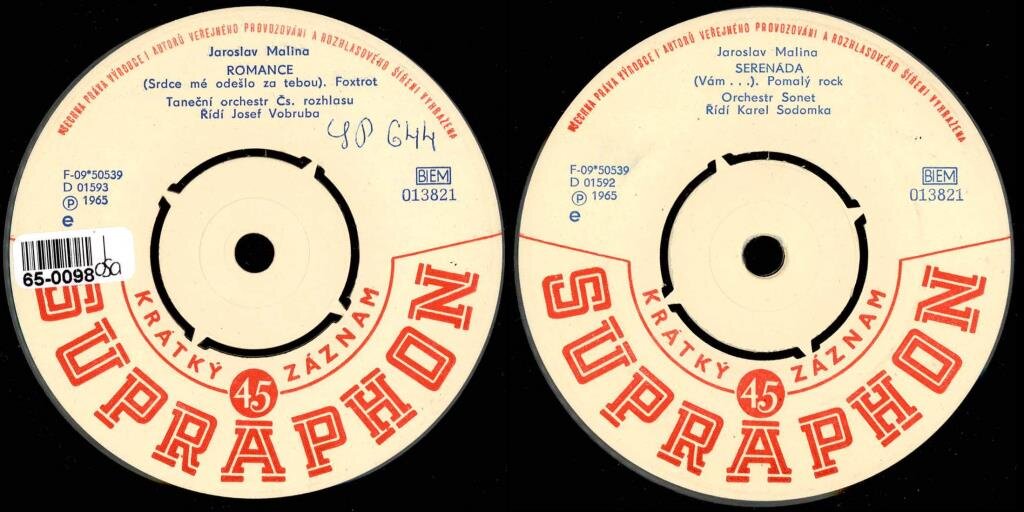 VŠECHNA PRÁVA VÝROBCE I AUTORŮ VEŘEJNÉHO PROVOZOVÁNÍ A ROZHLASOVÉHO ŠÍŘENÍ VYHRAZENA
Jaroslav Malina
ROMANCE
(Srdce mé odešlo za tebou). Foxtrot
Taneční orchestr Čs. rozhlasu
Řídí Josef Vobruba
SP 644
F-09*50539
D 01593
Ⓟ 1965
e
BIEM
013821
65-0098
SUPRAPHON
KRÁTKÝ 45 ZÁZNAM
VŠECHNA PRÁVA VÝROBCE I AUTORŮ VEŘEJNÉHO PROVOZOVÁNÍ A ROZHLASOVÉHO ŠÍŘENÍ VYHRAZENA
Jaroslav Malina
SERENÁDA
(Vám . . .). Pomalý rock
Orchestr Sonet
Řídí Karel Sodomka
F-09*50539
D 01592
Ⓟ 1965
e
BIEM
013821
KRÁTKÝ 45 ZÁZNAM
SUPRAPHON